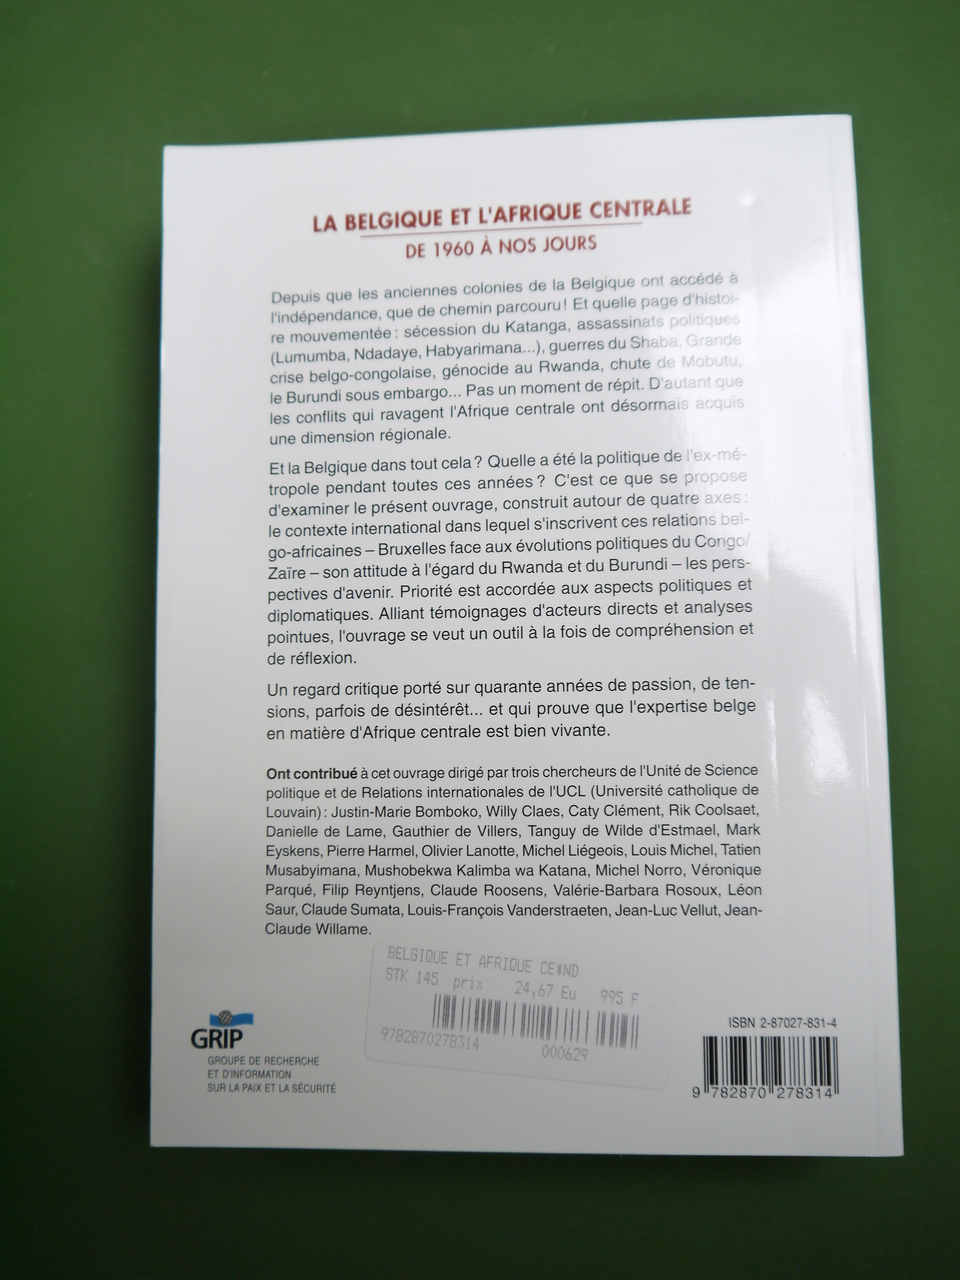 LA BELGIQUE ET L'AFRIQUE CENTRALE
DE 1960 À NOS JOURS
Depuis que les anciennes colonies de la Belgique ont accédé à
l'indépendance, que de chemin parcouru! Et quelle page d'histoi-
re mouvementée : sécession du Katanga, assassinats politiques
(Lumumba, Ndadaye, Habyarimana...), guerres du Shaba, Grande
crise belgo-congolaise, génocide au Rwanda, chute de Mobutu,
le Burundi sous embargo... Pas un moment de répit. D'autant que
les conflits qui ravagent l'Afrique centrale ont désormais acquis
une dimension régionale.
Et la Belgique dans tout cela ? Quelle a été la politique de l'ex-mé-
tropole pendant toutes ces années ? C'est ce que se propose
d'examiner le présent ouvrage, construit autour de quatre axes :
le contexte international dans lequel s'inscrivent ces relations bel-
go-africaines – Bruxelles face aux évolutions politiques du Congo/
Zaïre – son attitude à l'égard du Rwanda et du Burundi – les pers-
pectives d'avenir. Priorité est accordée aux aspects politiques et
diplomatiques. Alliant témoignages d'acteurs directs et analyses
pointues, l'ouvrage se veut un outil à la fois de compréhension et
de réflexion.
Un regard critique porté sur quarante années de passion, de ten-
sions, parfois de désintérêt... et qui prouve que l'expertise belge
en matière d'Afrique centrale est bien vivante.
Ont contribué à cet ouvrage dirigé par trois chercheurs de l'Unité de Science
politique et de Relations internationales de l'UCL (Université catholique de
Louvain) : Justin-Marie Bomboko, Willy Claes, Caty Clément, Rik Coolsaet,
Danielle de Lame, Gauthier de Villers, Tanguy de Wilde d'Estmael, Mark
Eyskens, Pierre Harmel, Olivier Lanotte, Michel Liégeois, Louis Michel, Tatien
Musabyimana, Mushobekwa Kalimba wa Katana, Michel Norro, Véronique
Parqué, Filip Reyntjens, Claude Roosens, Valérie-Barbara Rosoux, Léon
Saur, Claude Sumata, Louis-François Vanderstraeten, Jean-Luc Vellut, Jean-
Claude Willame.
BELGIQUE ET AFRIQUE CE*ND
STK 145 prix 24,67 Eu 995 F
9782870278314 000629
GRIP
GROUPE DE RECHERCHE
ET D'INFORMATION
SUR LA PAIX ET LA SÉCURITÉ
ISBN 2-87027-831-4
9 782870 278314